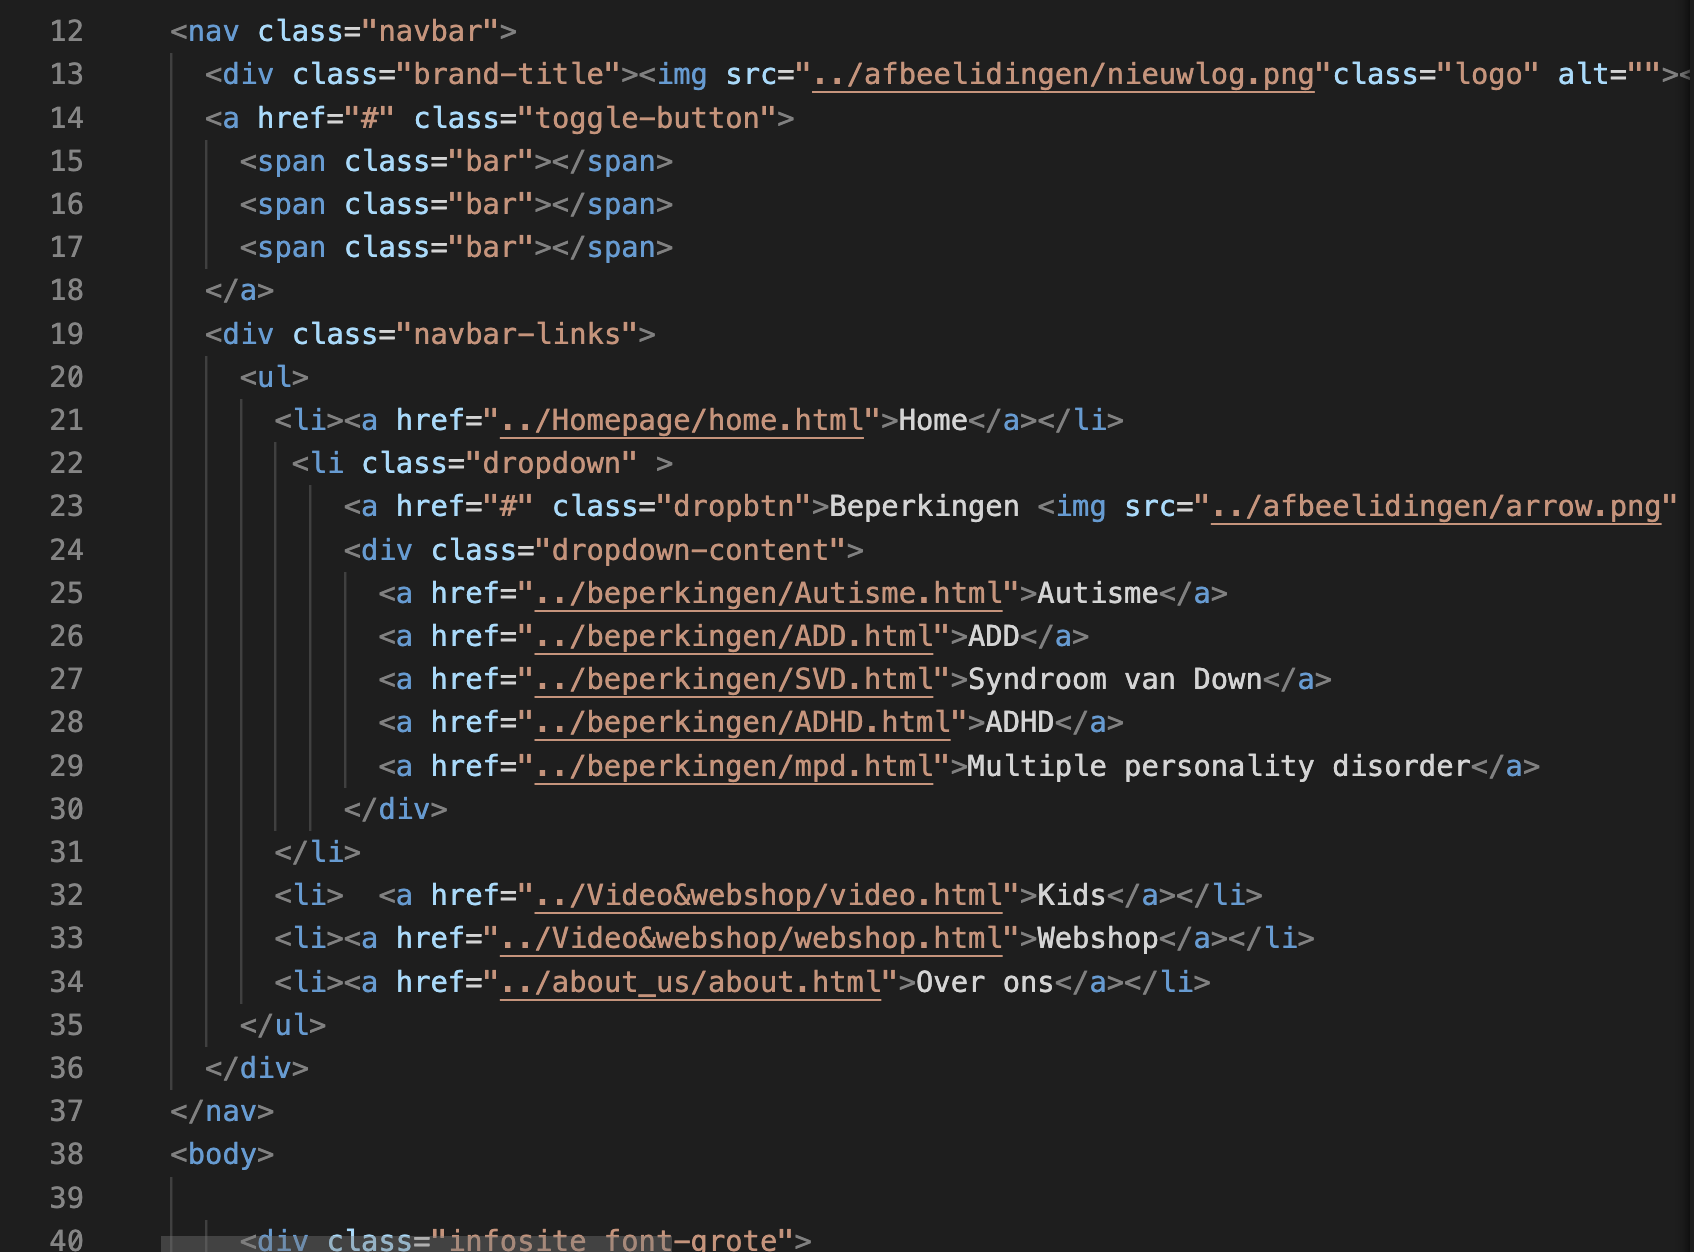 12 <nav class="navbar">
13 <div class="brand-title"><img src="../afbeelidingen/nieuwlog.png"class="logo" alt=""><
14 <a href="#" class="toggle-button">
15 <span class="bar"></span>
16 <span class="bar"></span>
17 <span class="bar"></span>
18 </a>
19 <div class="navbar-links">
20 <ul>
21 <li><a href="../Homepage/home.html">Home</a></li>
22 <li class="dropdown" >
23 <a href="#" class="dropbtn">Beperkingen <img src="../afbeelidingen/arrow.png"
24 <div class="dropdown-content">
25 <a href="../beperkingen/Autisme.html">Autisme</a>
26 <a href="../beperkingen/ADD.html">ADD</a>
27 <a href="../beperkingen/SVD.html">Syndroom van Down</a>
28 <a href="../beperkingen/ADHD.html">ADHD</a>
29 <a href="../beperkingen/mpd.html">Multiple personality disorder</a>
30 </div>
31 </li>
32 <li>  <a href="../Video&webshop/video.html">Kids</a></li>
33 <li><a href="../Video&webshop/webshop.html">Webshop</a></li>
34 <li><a href="../about_us/about.html">Over ons</a></li>
35 </ul>
36 </div>
37 </nav>
38 <body>
39
40 <div class="infosite font-grote">